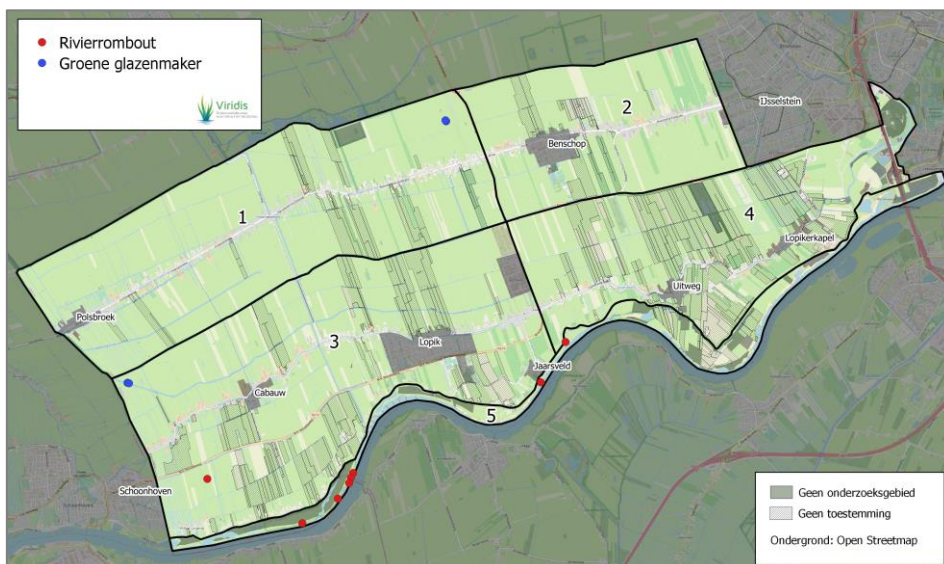 Rivierrombout
Groene glazenmaker
Viridis
IJsselstein
2
Benschop
1
4
Lopikerkapel
Uitweg
Polsbroek
3
Lopik
Jaarsveld
Cabauw
5
Schoonhoven
Geen onderzoeksgebied
Geen toestemming
Ondergrond: Open Streetmap